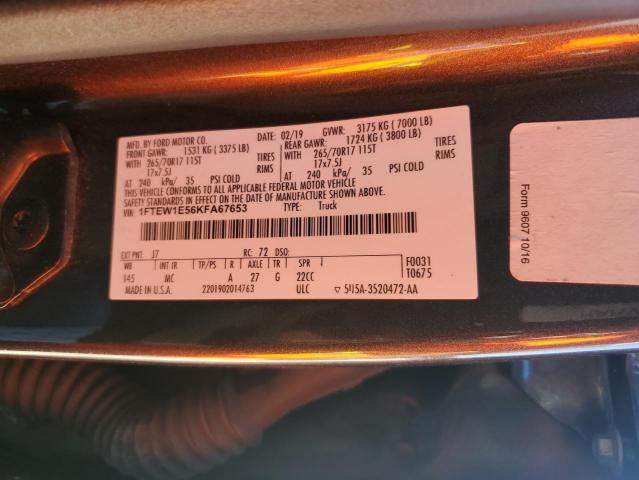 MFD. BY FORD MOTOR CO.
DATE: 02/19 GVWR: 3175 KG ( 7000 LB)
FRONT GAWR: 1531 KG ( 3375 LB)
REAR GAWR: 1724 KG ( 3800 LB)
WITH 265/70R17 115T TIRES
WITH 265/70R17 115T TIRES
17x7.5J RIMS
17x7.5J RIMS
AT 240 kPa/ 35 PSI COLD
AT 240 kPa/ 35 PSI COLD
THIS VEHICLE CONFORMS TO ALL APPLICABLE FEDERAL MOTOR VEHICLE
SAFETY STANDARDS IN EFFECT ON THE DATE OF MANUFACTURE SHOWN ABOVE.
VIN: 1FTEW1E56KFA67653 TYPE: Truck
EXT PNT: J7 RC: 72 DSO: F0031
WB INT TR TP/PS R AXLE TR SPR T0675
145 MC A 27 G 22CC
MADE IN U.S.A. 2201902014763 ULC ▽ 5U5A-3520472-AA
Form 9607 10/16